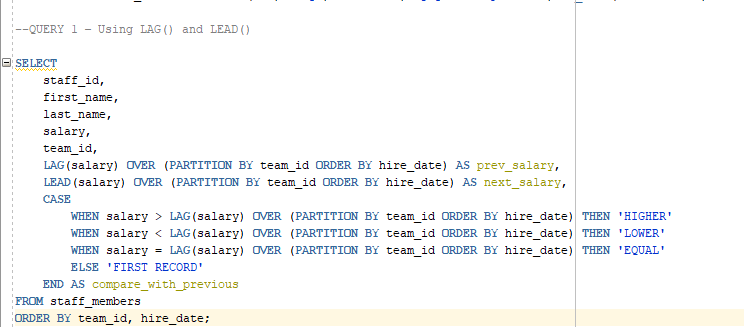 --QUERY 1 - Using LAG() and LEAD()
SELECT
staff_id,
first_name,
last_name,
salary,
team_id,
LAG(salary) OVER (PARTITION BY team_id ORDER BY hire_date) AS prev_salary,
LEAD(salary) OVER (PARTITION BY team_id ORDER BY hire_date) AS next_salary,
CASE
WHEN salary > LAG(salary) OVER (PARTITION BY team_id ORDER BY hire_date) THEN 'HIGHER'
WHEN salary < LAG(salary) OVER (PARTITION BY team_id ORDER BY hire_date) THEN 'LOWER'
WHEN salary = LAG(salary) OVER (PARTITION BY team_id ORDER BY hire_date) THEN 'EQUAL'
ELSE 'FIRST RECORD'
END AS compare_with_previous
FROM staff_members
ORDER BY team_id, hire_date;